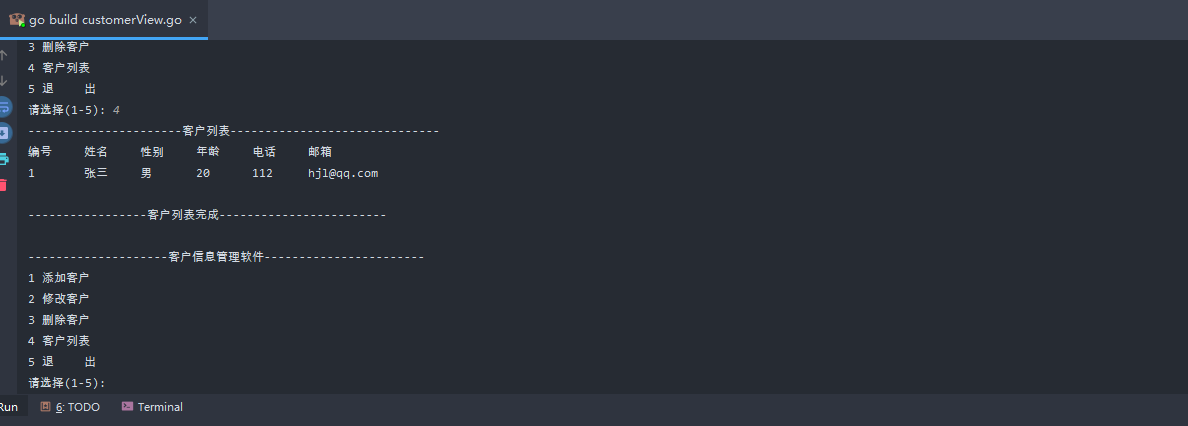 go build customerView.go ×
3 删除客户
4 客户列表
5 退    出
请选择(1-5): 4
----------------------客户列表------------------------------
编号    姓名    性别    年龄    电话    邮箱
1    张三    男    20    112    hjl@qq.com
-----------------客户列表完成------------------------
--------------------客户信息管理软件-----------------------
1 添加客户
2 修改客户
3 删除客户
4 客户列表
5 退    出
请选择(1-5):
Run    6: TODO    Terminal